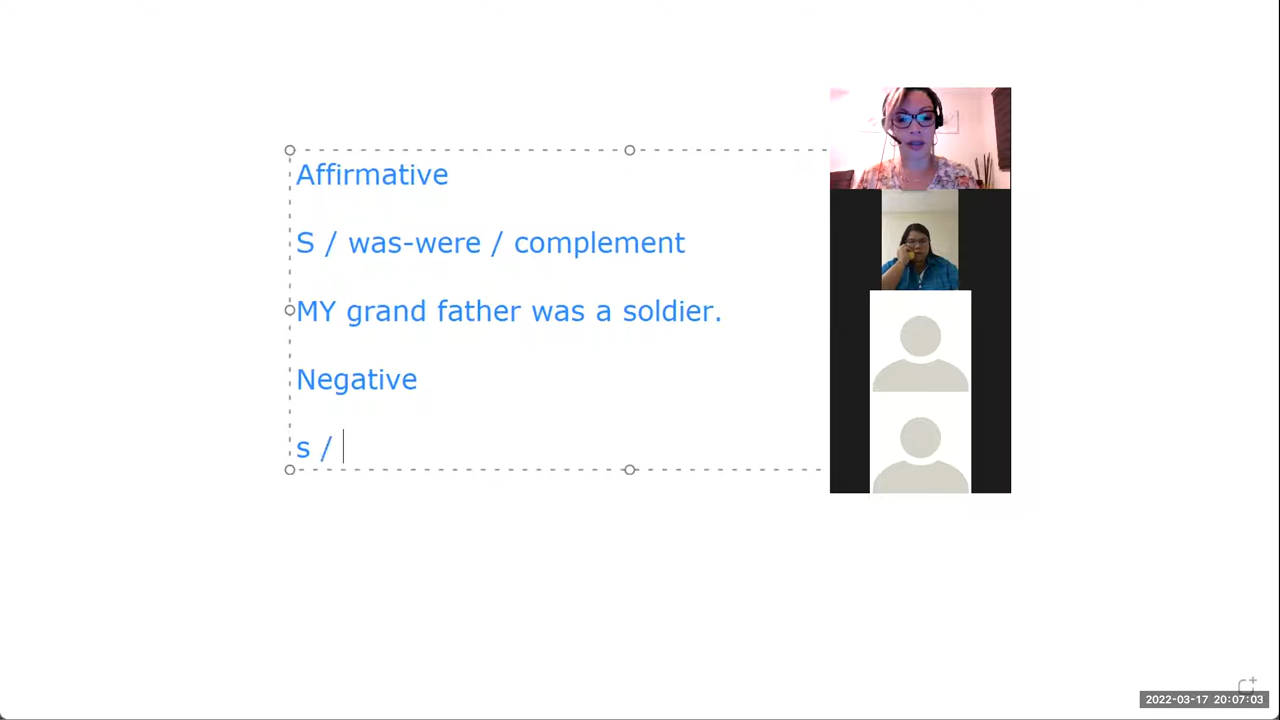 Affirmative
S / was-were / complement
MY grand father was a soldier.
Negative
s /
2022-03-17 20:07:03